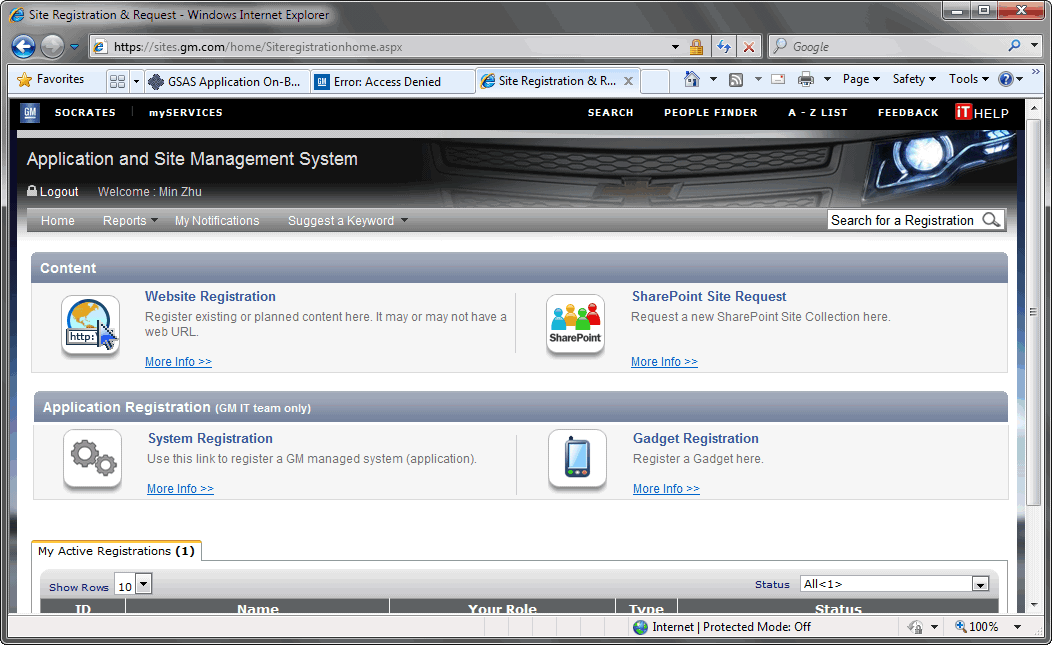 Site Registration & Request - Windows Internet Explorer
https://sites.gm.com/home/Siteregistrationhome.aspx
Google
Favorites
GSAS Application On-B...
GM Error: Access Denied
Site Registration & R...
Page
Safety
Tools
GM
SOCRATES
mySERVICES
SEARCH
PEOPLE FINDER
A - Z LIST
FEEDBACK
iT HELP
Application and Site Management System
Logout
Welcome : Min Zhu
Home
Reports
My Notifications
Suggest a Keyword
Search for a Registration
Content
http:
Website Registration
Register existing or planned content here. It may or may not have a
web URL.
More Info >>
SharePoint
SharePoint Site Request
Request a new SharePoint Site Collection here.
More Info >>
Application Registration (GM IT team only)
System Registration
Use this link to register a GM managed system (application).
More Info >>
Gadget Registration
Register a Gadget here.
More Info >>
My Active Registrations (1)
Show Rows 10
Status All<1>
ID
Name
Your Role
Type
Status
Internet | Protected Mode: Off
100%